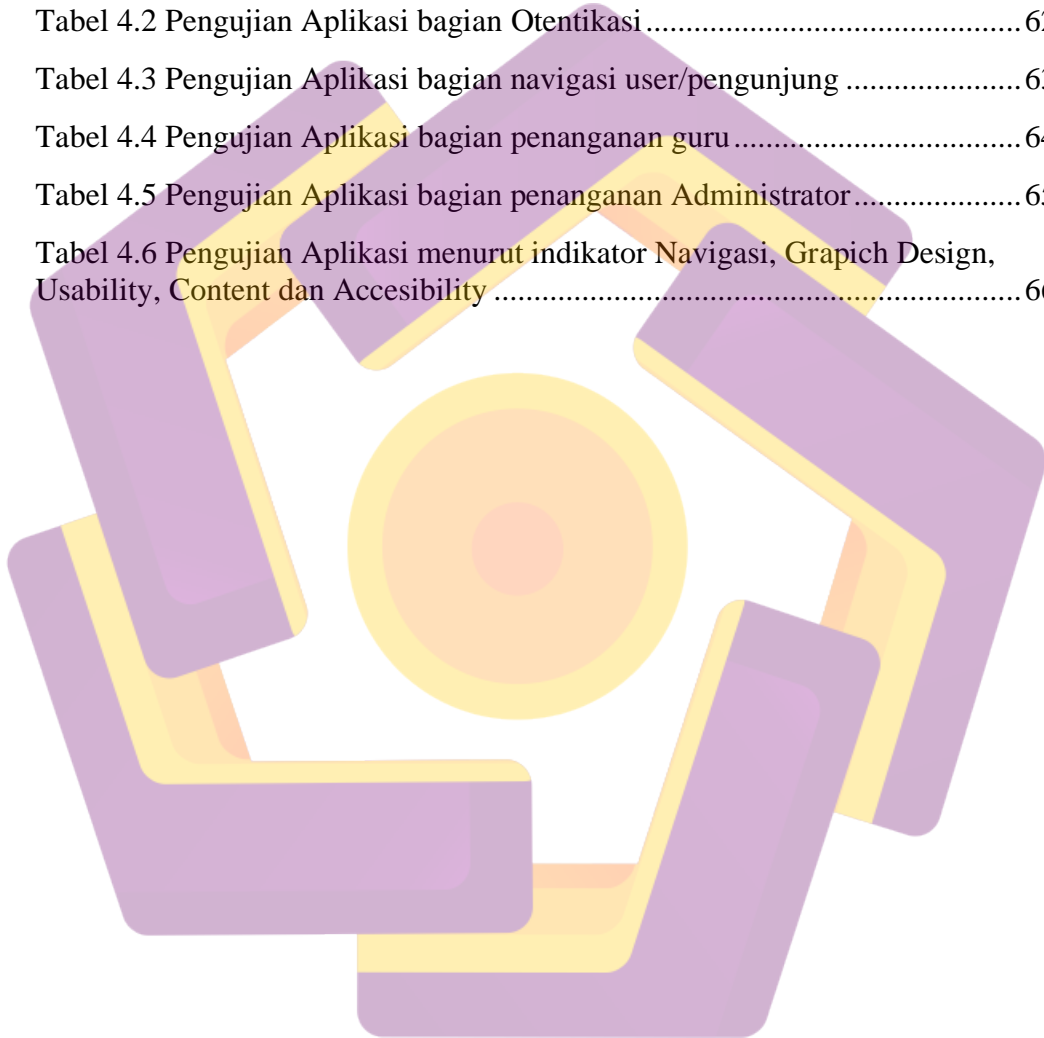 Tabel 4.2 Pengujian Aplikasi bagian Otentikasi.................................................... 62
Tabel 4.3 Pengujian Aplikasi bagian navigasi user/pengunjung ........................ 63
Tabel 4.4 Pengujian Aplikasi bagian penanganan guru....................................... 64
Tabel 4.5 Pengujian Aplikasi bagian penanganan Administrator....................... 65
Tabel 4.6 Pengujian Aplikasi menurut indikator Navigasi, Grapich Design,
Usability, Content dan Accesibility ........................................................................ 66